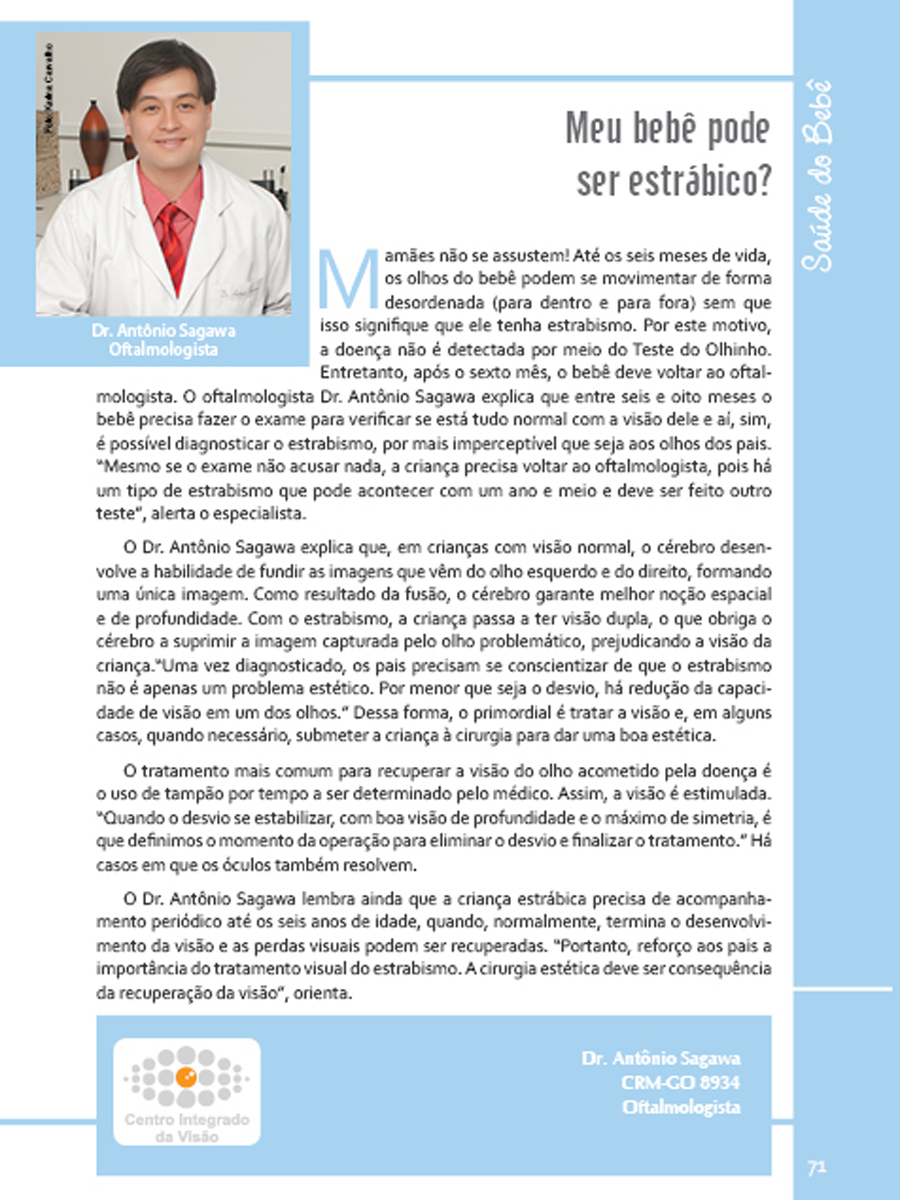 Foto: Karina Carvalho
Dr. Antônio Sagawa
Oftalmologista
Saúde do Bebê
Meu bebê pode
ser estrábico?
Mamães não se assustem! Até os seis meses de vida,
os olhos do bebê podem se movimentar de forma
desordenada (para dentro e para fora) sem que
isso signifique que ele tenha estrabismo. Por este motivo,
a doença não é detectada por meio do Teste do Olhinho.
Entretanto, após o sexto mês, o bebê deve voltar ao oftal-
mologista. O oftalmologista Dr. Antônio Sagawa explica que entre seis e oito meses o
bebê precisa fazer o exame para verificar se está tudo normal com a visão dele e aí, sim,
é possível diagnosticar o estrabismo, por mais imperceptível que seja aos olhos dos pais.
“Mesmo se o exame não acusar nada, a criança precisa voltar ao oftalmologista, pois há
um tipo de estrabismo que pode acontecer com um ano e meio e deve ser feito outro
teste”, alerta o especialista.
O Dr. Antônio Sagawa explica que, em crianças com visão normal, o cérebro desen-
volve a habilidade de fundir as imagens que vêm do olho esquerdo e do direito, formando
uma única imagem. Como resultado da fusão, o cérebro garante melhor noção espacial
e de profundidade. Com o estrabismo, a criança passa a ter visão dupla, o que obriga o
cérebro a suprimir a imagem capturada pelo olho problemático, prejudicando a visão da
criança.“Uma vez diagnosticado, os pais precisam se conscientizar de que o estrabismo
não é apenas um problema estético. Por menor que seja o desvio, há redução da capaci-
dade de visão em um dos olhos.” Dessa forma, o primordial é tratar a visão e, em alguns
casos, quando necessário, submeter a criança à cirurgia para dar uma boa estética.
O tratamento mais comum para recuperar a visão do olho acometido pela doença é
o uso de tampão por tempo a ser determinado pelo médico. Assim, a visão é estimulada.
“Quando o desvio se estabilizar, com boa visão de profundidade e o máximo de simetria, é
que definimos o momento da operação para eliminar o desvio e finalizar o tratamento.” Há
casos em que os óculos também resolvem.
O Dr. Antônio Sagawa lembra ainda que a criança estrábica precisa de acompanha-
mento periódico até os seis anos de idade, quando, normalmente, termina o desenvolvi-
mento da visão e as perdas visuais podem ser recuperadas. “Portanto, reforço aos pais a
importância do tratamento visual do estrabismo. A cirurgia estética deve ser consequência
da recuperação da visão”, orienta.
Centro Integrado
da Visão
Dr. Antônio Sagawa
CRM-GO 8934
Oftalmologista
71